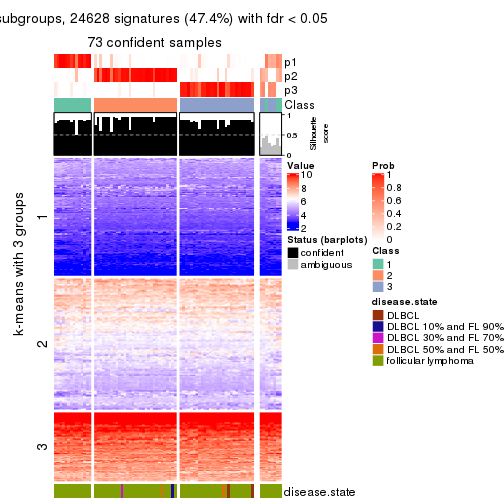 subgroups, 24628 signatures (47.4%) with fdr < 0.05
73 confident samples
p1
p2
p3
Class
1
0.5
0
Silhouette
score
k-means with 3 groups
1
2
3
disease.state
Value
10
8
6
4
2
Status (barplots)
confident
ambiguous
Prob
1
0.8
0.6
0.4
0.2
0
Class
1
2
3
disease.state
DLBCL
DLBCL 10% and FL 90%
DLBCL 30% and FL 70%
DLBCL 50% and FL 50%
follicular lymphoma